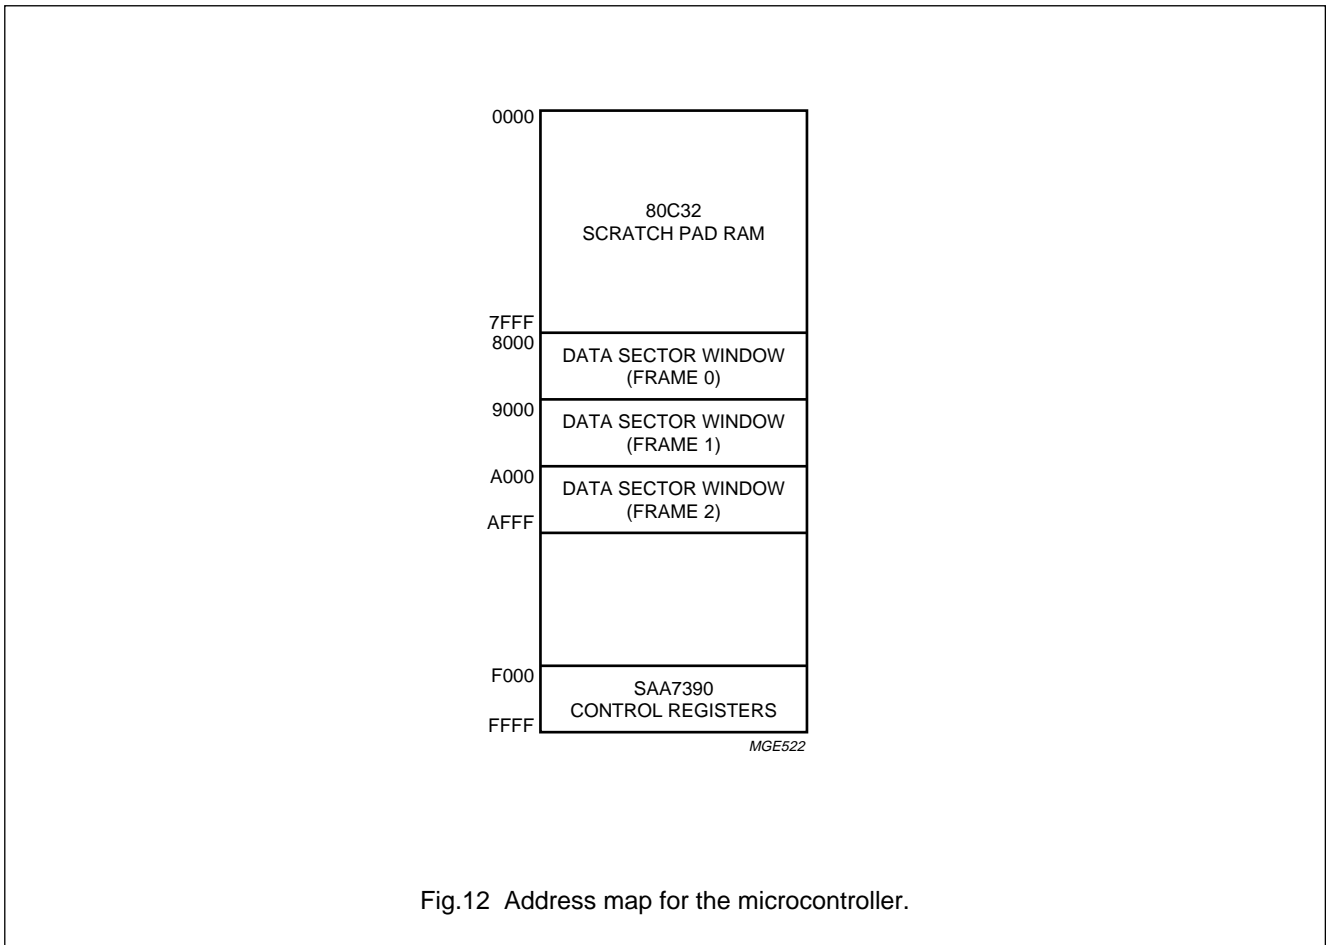 0000
80C32
SCRATCH PAD RAM
7FFF
8000
DATA SECTOR WINDOW
(FRAME 0)
9000
DATA SECTOR WINDOW
(FRAME 1)
A000
DATA SECTOR WINDOW
(FRAME 2)
AFFF
F000
SAA7390
CONTROL REGISTERS
FFFF
MGE522
Fig.12 Address map for the microcontroller.